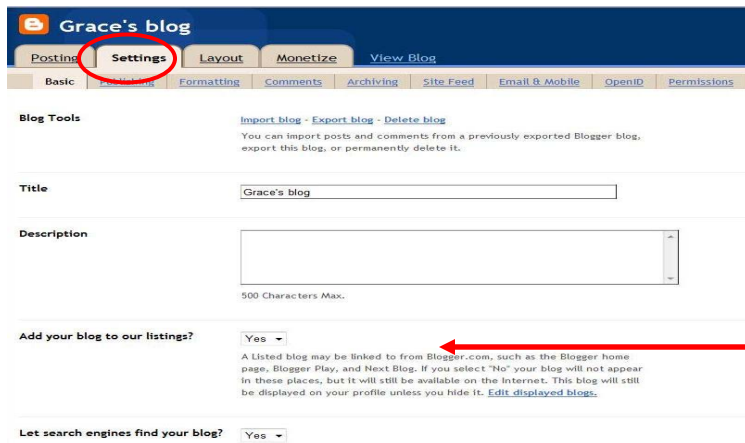 Grace's blog
Posting Settings Layout Monetize View Blog
Basic Publishing Formatting Comments Archiving Site Feed Email & Mobile OpenID Permissions
Blog Tools
Import blog - Export blog - Delete blog
You can import posts and comments from a previously exported Blogger blog,
export this blog, or permanently delete it.
Title
Grace's blog
Description
500 Characters Max.
Add your blog to our listings?
Yes
A Listed blog may be linked to from Blogger.com, such as the Blogger home
page, Blogger Play, and Next Blog. If you select "No" your blog will not appear
in these places, but it will still be available on the Internet. This blog will still
be displayed on your profile unless you hide it. Edit displayed blogs.
Let search engines find your blog? Yes